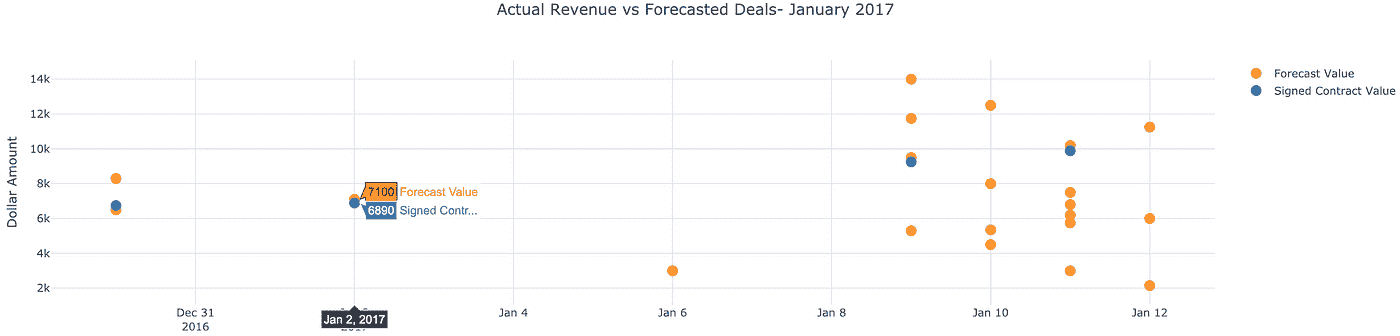 Actual Revenue vs Forecasted Deals- January 2017
Forecast Value
Signed Contract Value
14k
12k
10k
8k
6k
4k
2k
Dollar Amount
7100 Forecast Value
6890 Signed Contr...
Dec 31
2016
Jan 2, 2017
Jan 4
Jan 6
Jan 8
Jan 10
Jan 12